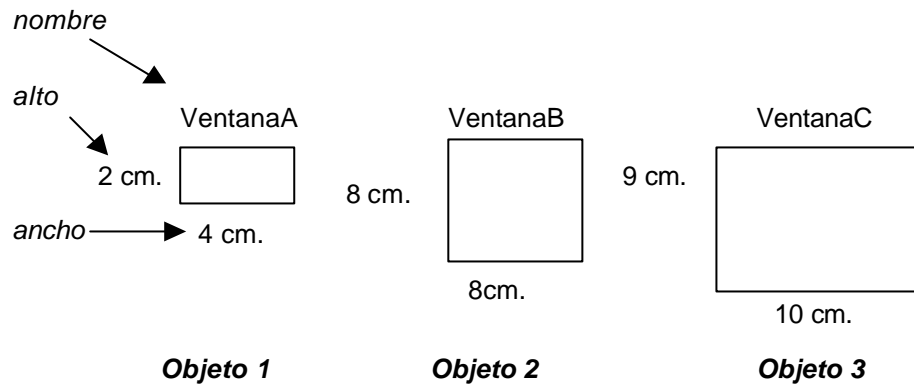 nombre
alto
VentanaA VentanaB VentanaC
2 cm. 8 cm. 9 cm.
ancho 4 cm.
8cm.
10 cm.
Objeto 1 Objeto 2 Objeto 3